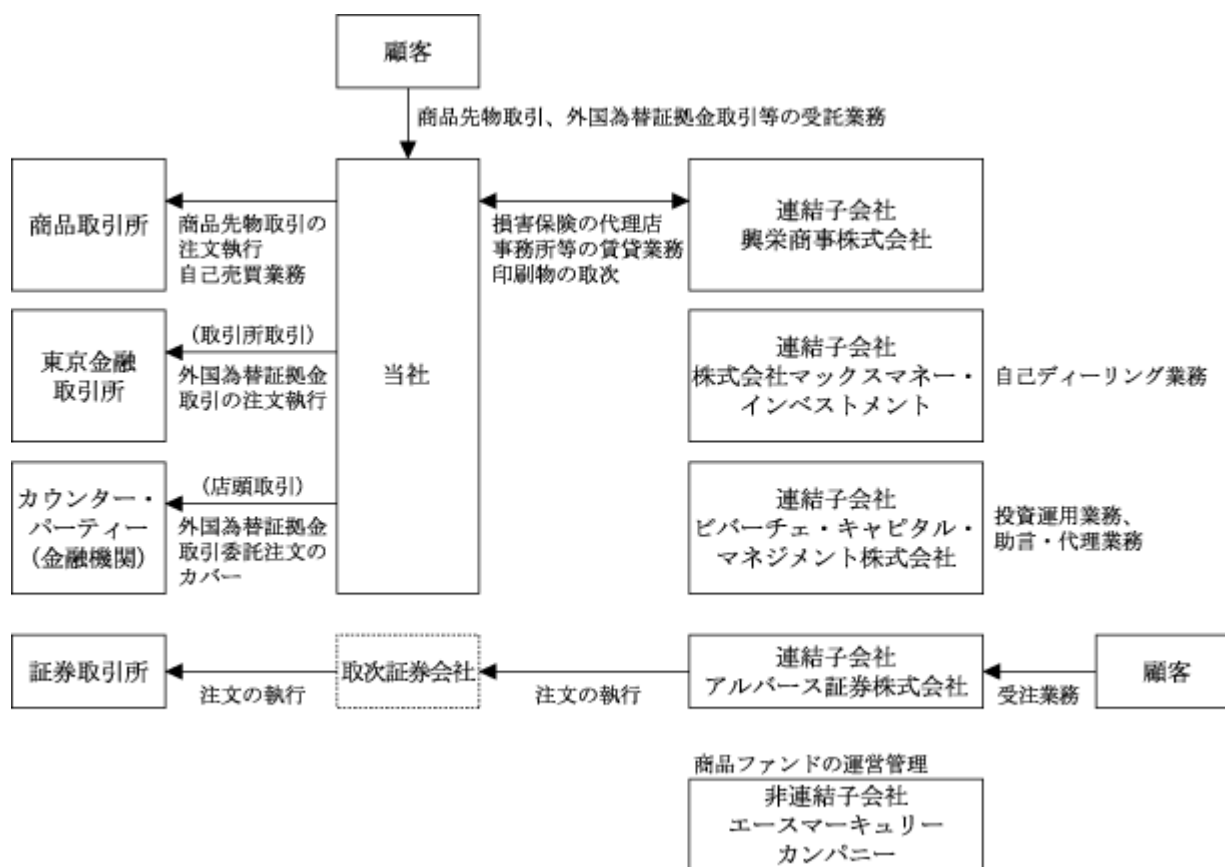 顧客
商品先物取引、外国為替証拠金取引等の受託業務
商品取引所
商品先物取引の
注文執行
自己売買業務
当社
損害保険の代理店
事務所等の賃貸業務
印刷物の取次
連結子会社
興栄商事株式会社
東京金融
取引所
(取引所取引)
外国為替証拠金
取引の注文執行
連結子会社
株式会社マックスマネー・
インベストメント
自己ディーリング業務
カウンター・
パーティー
(金融機関)
(店頭取引)
外国為替証拠金
取引委託注文の
カバー
連結子会社
ビバーチェ・キャピタル・
マネジメント株式会社
投資運用業務、
助言・代理業務
証券取引所
注文の執行
取次証券会社
注文の執行
連結子会社
アルバース証券株式会社
受注業務
顧客
商品ファンドの運営管理
非連結子会社
エースマーキュリー
カンパニー